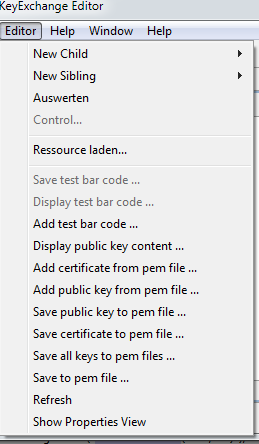 KeyExchange Editor
Editor Help Window Help
New Child
New Sibling
Auswerten
Control...
Ressource laden...
Save test bar code ...
Display test bar code ...
Add test bar code ...
Display public key content ...
Add certificate from pem file ...
Add public key from pem file ...
Save public key to pem file ...
Save certificate to pem file ...
Save all keys to pem files ...
Save to pem file ...
Refresh
Show Properties View